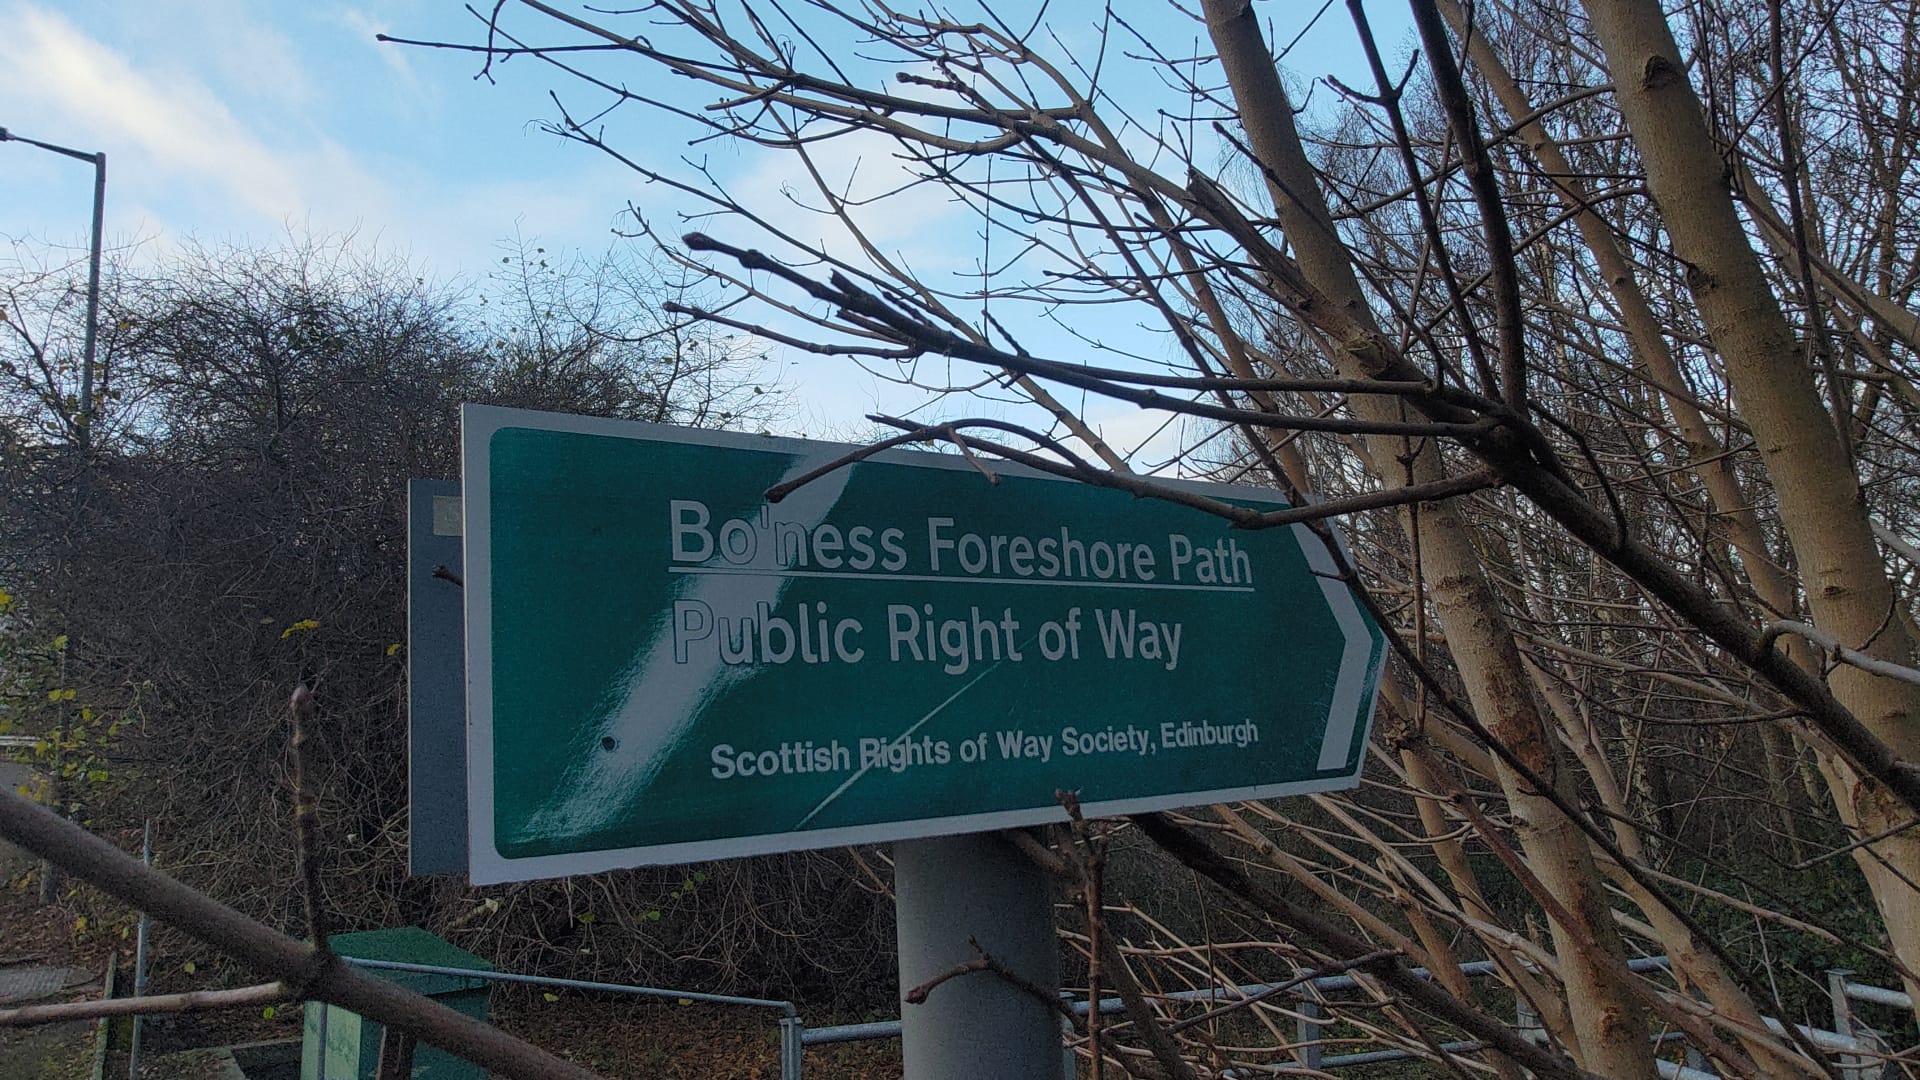 Bo'ness Foreshore Path
Public Right of Way
Scottish Rights of Way Society, Edinburgh